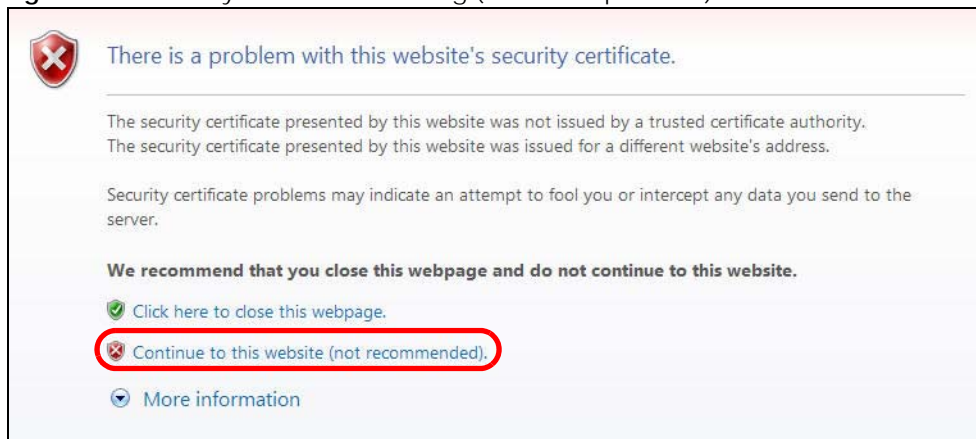 There is a problem with this website's security certificate.
The security certificate presented by this website was not issued by a trusted certificate authority.
The security certificate presented by this website was issued for a different website's address.
Security certificate problems may indicate an attempt to fool you or intercept any data you send to the
server.
We recommend that you close this webpage and do not continue to this website.
Click here to close this webpage.
Continue to this website (not recommended).
More information